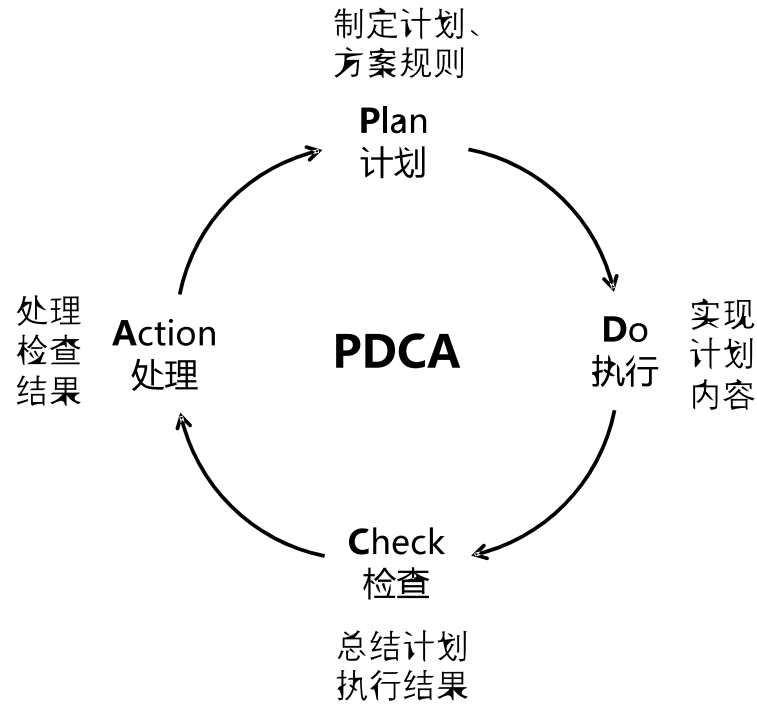 制定计划、
方案规则
Plan
计划
处理
检查
结果
Action
处理
PDCA
Do
执行
实现
计划
内容
Check
检查
总结计划
执行结果